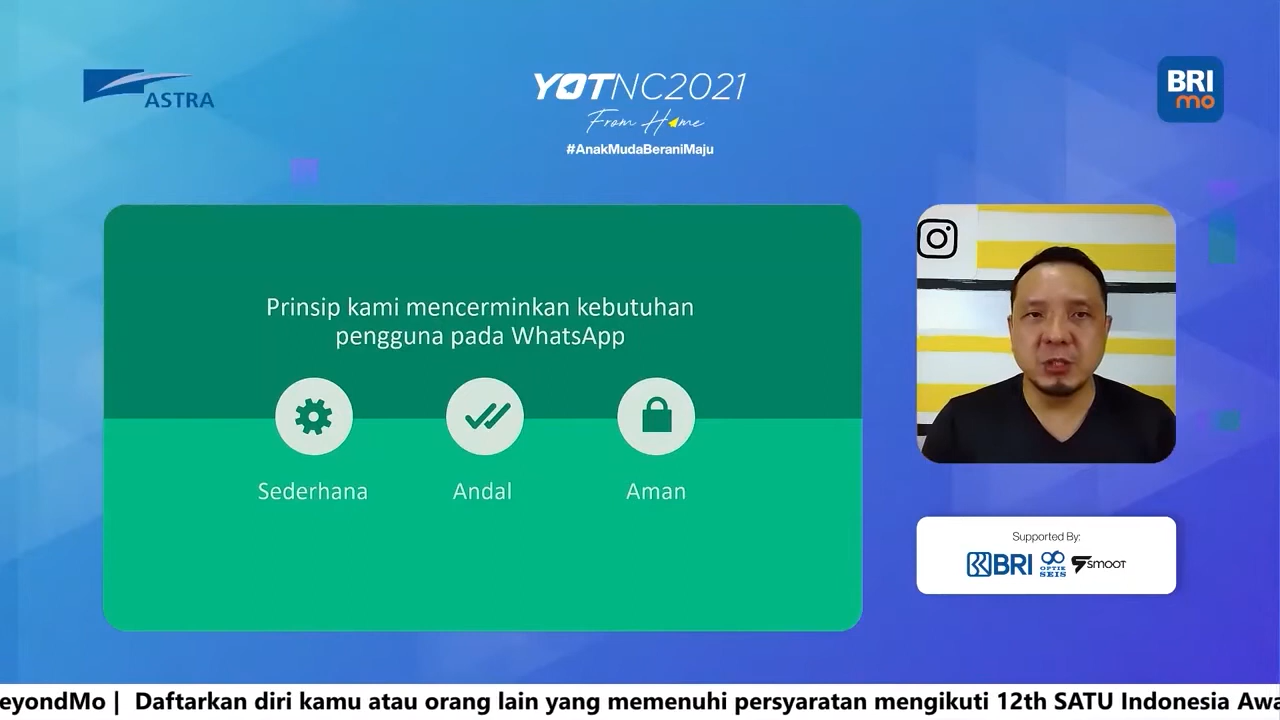 ASTRA
YOTNC2021
From Home
#AnakMudaBeraniMaju
BRI
mo
Prinsip kami mencerminkan kebutuhan
pengguna pada WhatsApp
Sederhana
Andal
Aman
Supported By:
BRI
OPTIK
SEIS
SMOOT
eyondMo | Daftarkan diri kamu atau orang lain yang memenuhi persyaratan mengikuti 12th SATU Indonesia Awa